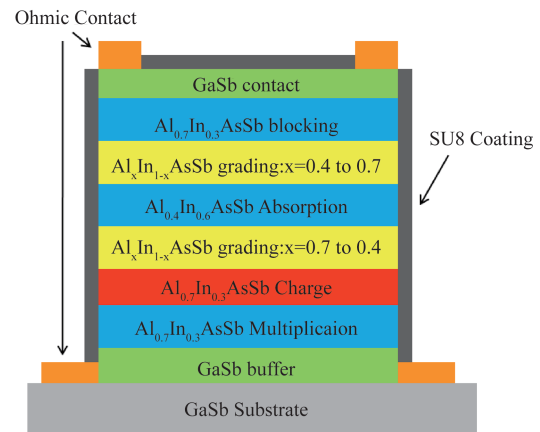 Ohmic Contact
GaSb contact
Al₀.₇In₀.₃AsSb blocking
SU8 Coating
AlₓIn₁₋ₓAsSb grading:x=0.4 to 0.7
Al₀.₄In₀.₆AsSb Absorption
AlₓIn₁₋ₓAsSb grading:x=0.7 to 0.4
Al₀.₇In₀.₃AsSb Charge
Al₀.₇In₀.₃AsSb Multiplicaion
GaSb buffer
GaSb Substrate